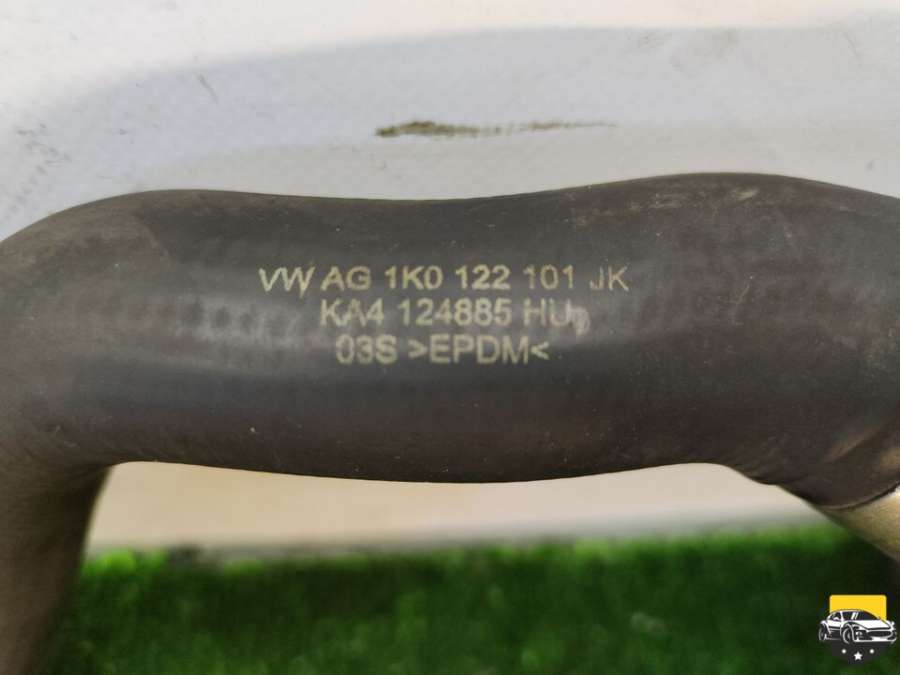 VW AG 1K0 122 101 JK
KA4 124885 HU
03S >EPDM<